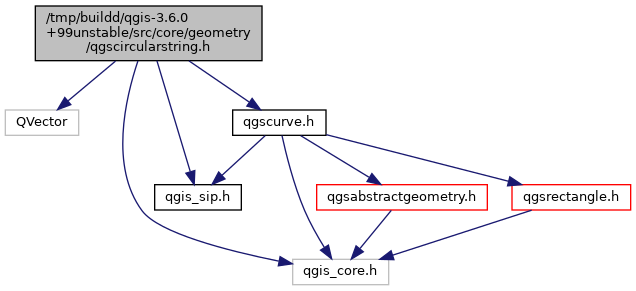 /tmp/buildd/qgis-3.6.0
+99unstable/src/core/geometry
/qgscircularstring.h
QVector
qgscurve.h
qgis_sip.h
qgsabstractgeometry.h
qgsrectangle.h
qgis_core.h